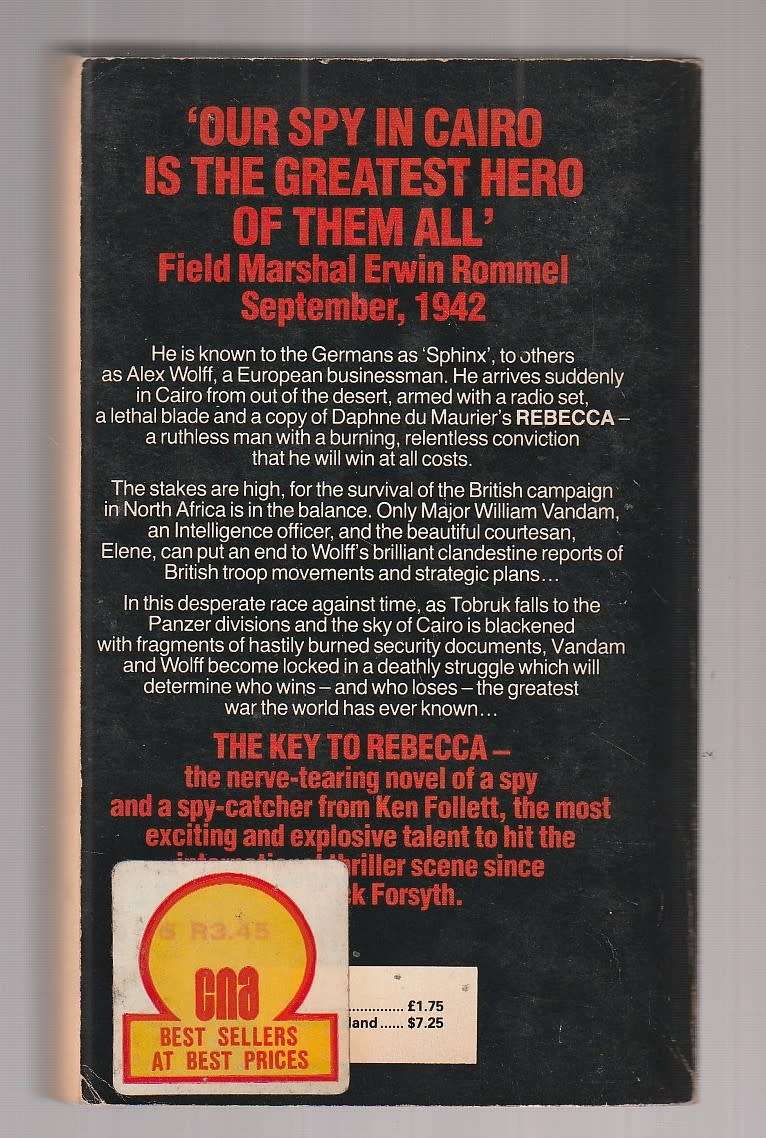 ‘OUR SPY IN CAIRO
IS THE GREATEST HERO
OF THEM ALL’
Field Marshal Erwin Rommel
September, 1942
He is known to the Germans as ‘Sphinx’, to others
as Alex Wolff, a European businessman. He arrives suddenly
in Cairo from out of the desert, armed with a radio set,
a lethal blade and a copy of Daphne du Maurier's REBECCA –
a ruthless man with a burning, relentless conviction
that he will win at all costs.
The stakes are high, for the survival of the British campaign
in North Africa is in the balance. Only Major William Vandam,
an Intelligence officer, and the beautiful courtesan,
Elene, can put an end to Wolff's brilliant clandestine reports of
British troop movements and strategic plans...
In this desperate race against time, as Tobruk falls to the
Panzer divisions and the sky of Cairo is blackened
with fragments of hastily burned security documents, Vandam
and Wolff become locked in a deathly struggle which will
determine who wins – and who loses – the greatest
war the world has ever known...
THE KEY TO REBECCA –
the nerve-tearing novel of a spy
and a spy-catcher from Ken Follett, the most
exciting and explosive talent to hit the
thriller scene since
ck Forsyth.
R3.45
cna
BEST SELLERS
AT BEST PRICES
............ £1.75
land...... $7.25